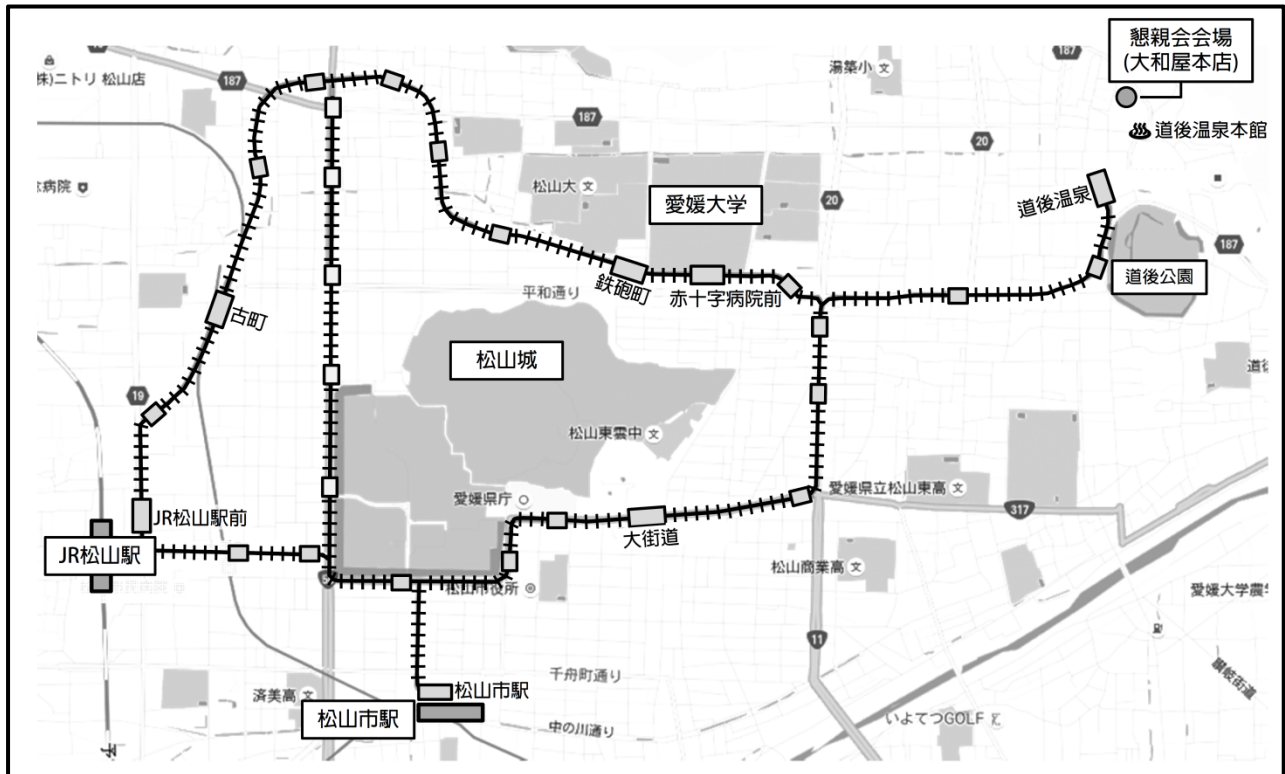 懇親会会場
(大和屋本店)
187
湯築小
187
株)ニトリ 松山店
187
187
道後温泉本館
20
松山大
愛媛大学
20
道後温泉
187
道後公園
鉄砲町
赤十字病院前
平和通り
古町
松山城
19
松山東雲中
愛媛県庁
愛媛県立松山東高
317
JR松山駅前
大街道
JR松山駅
松山商業高
松山市役所
愛媛大学農学
11
千舟町通り
讃岐街道
済美高
松山市駅
松山市駅
いよてつGOLF
中の川通り